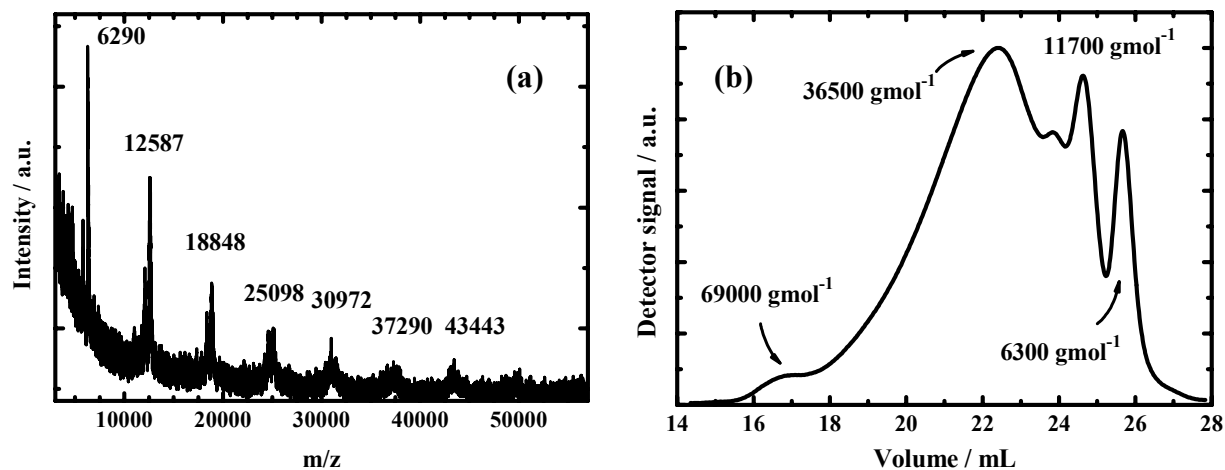 6290
(a)
12587
18848
25098
30972
37290
43443
Intensity / a.u.
10000 20000 30000 40000 50000
m/z
(b)
11700 gmol⁻¹
36500 gmol⁻¹
69000 gmol⁻¹
6300 gmol⁻¹
Detector signal / a.u.
14 16 18 20 22 24 26 28
Volume / mL